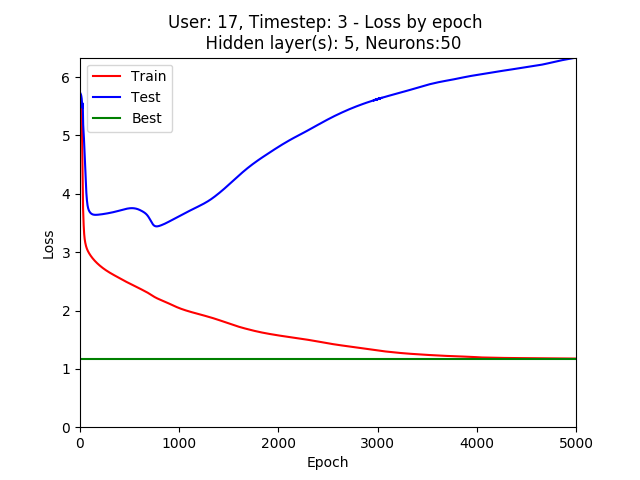 User: 17, Timestep: 3 - Loss by epoch
Hidden layer(s): 5, Neurons:50
Train
Test
Best
6
5
4
3
2
1
0
Loss
0 1000 2000 3000 4000 5000
Epoch